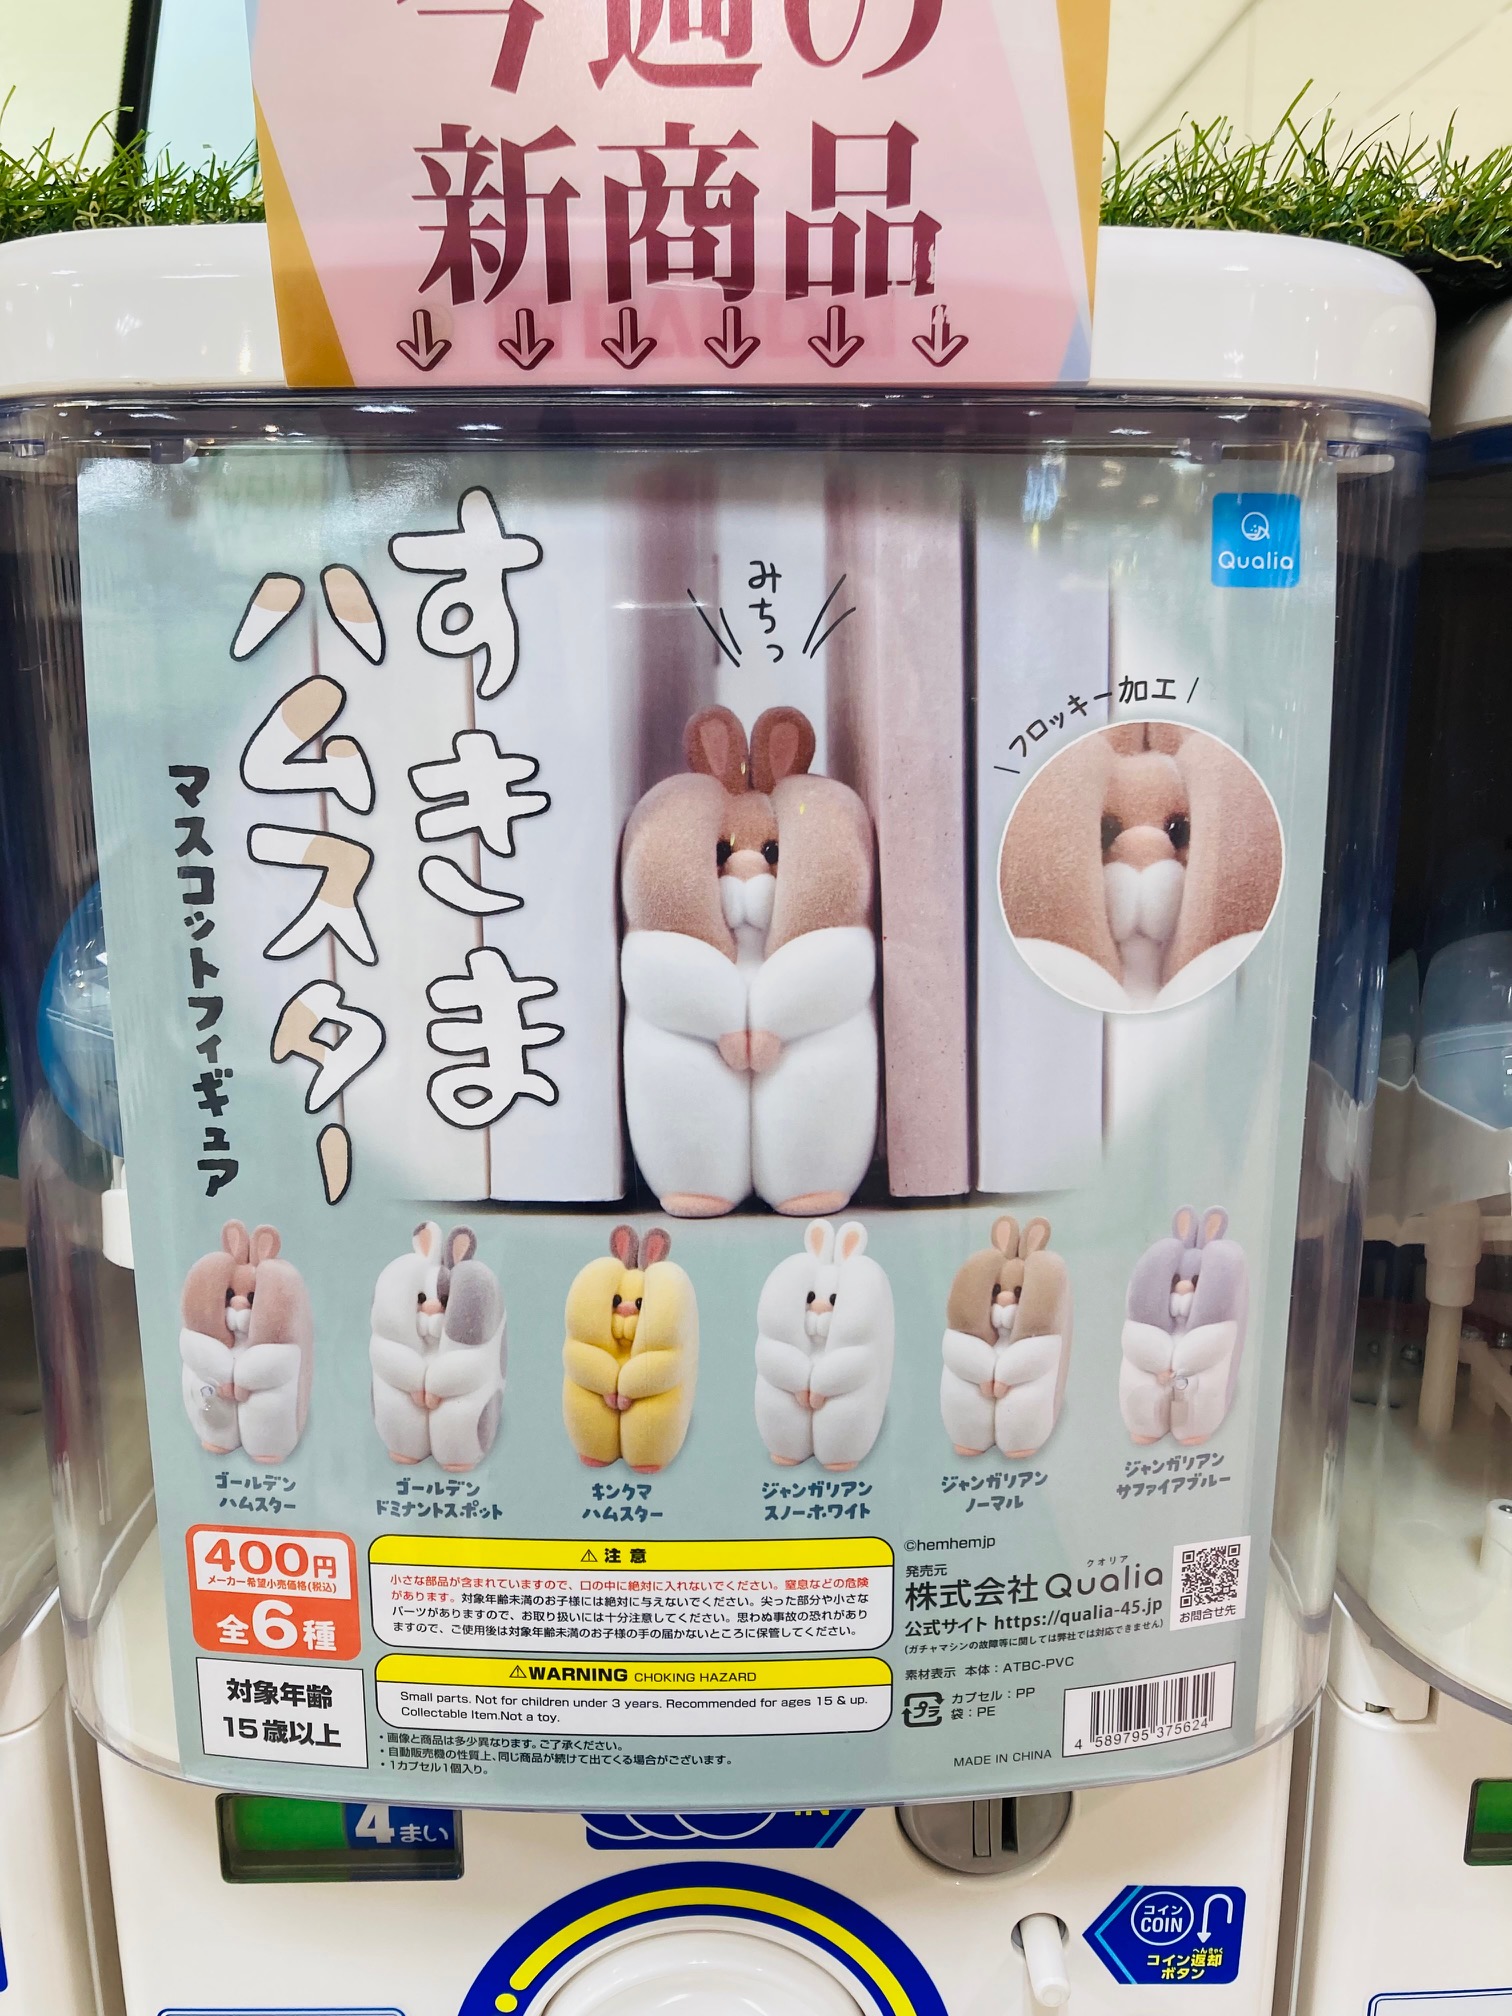 今週の
新商品
Qualia
すきま
ハムスター
マスコットフィギュア
みちっ
フロッキー加工
ゴールデン
ハムスター
ゴールデン
ドミナントスポット
キンクマ
ハムスター
ジャンガリアン
スノーホワイト
ジャンガリアン
ノーマル
ジャンガリアン
サファイアブルー
400円
メーカー希望小売価格(税込)
全6種
対象年齢
15歳以上
⚠注意
小さな部品が含まれていますので、口の中に絶対に入れないでください。窒息などの危険
があります。対象年齢未満のお子様には絶対に与えないでください。尖った部分や小さな
パーツがありますので、お取り扱いには十分注意してください。思わぬ事故の恐れがあり
ますので、ご使用後は対象年齢未満のお子様の手の届かないところに保管してください。
⚠WARNING CHOKING HAZARD
Small parts. Not for children under 3 years. Recommended for ages 15 & up.
Collectable Item.Not a toy.
・画像と商品は多少異なります。ご了承ください。
・自動販売機の性質上、同じ商品が続けて出てくる場合がございます。
・1カプセル1個入り。
©hemhemjp
発売元
クオリア
株式会社Qualia
公式サイト https://qualia-45.jp
(ガチャマシンの故障等に関しては弊社では対応できません)
お問合せ先
素材表示 本体：ATBC-PVC
プラ
カプセル：PP
袋：PE
MADE IN CHINA
4 589795 375624
4まい
IN
コイン
COIN
へんきゃく
コイン返却
ボタン